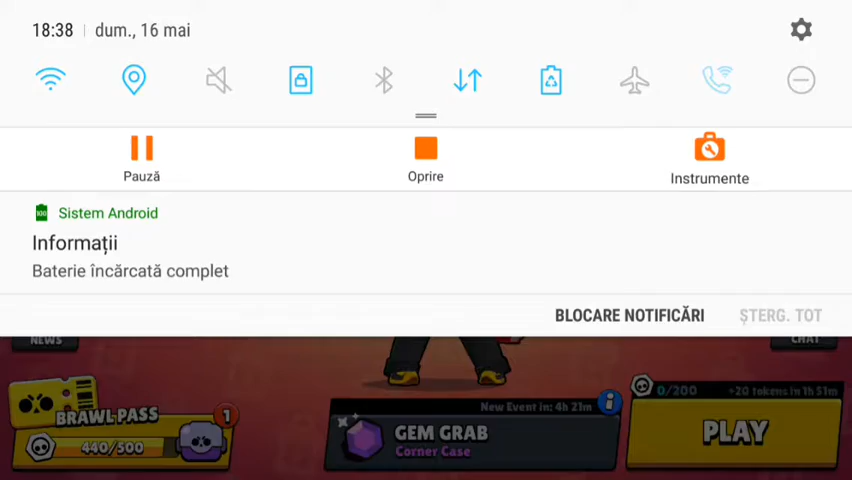 18:38 | dum., 16 mai
Pauză
Oprire
Instrumente
100 Sistem Android
Informații
Baterie încărcată complet
BLOCARE NOTIFICĂRI
ȘTERG. TOT
NEWS
CHAT
BRAWL PASS
1
440/500
New Event in: 4h 21m
GEM GRAB
Corner Case
0/200
+20 tokens in 1h 51m
PLAY